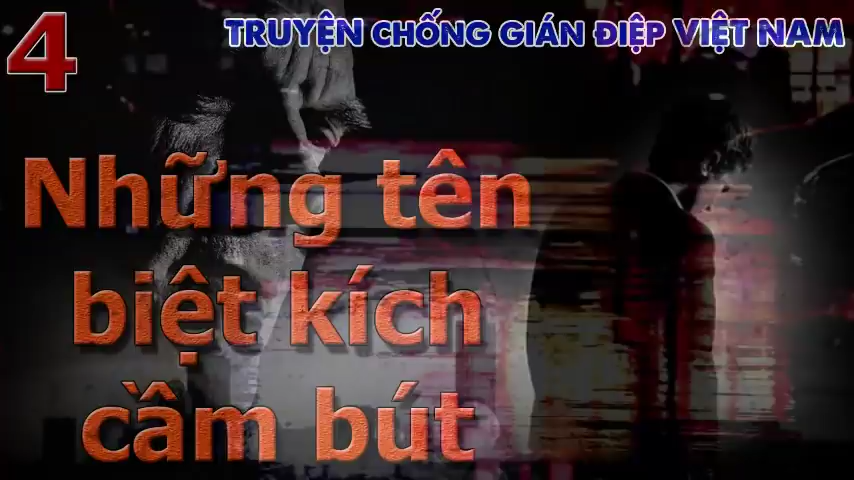 4
TRUYỆN CHỐNG GIÁN ĐIỆP VIỆT NAM
Những tên
biệt kích
cầm bút